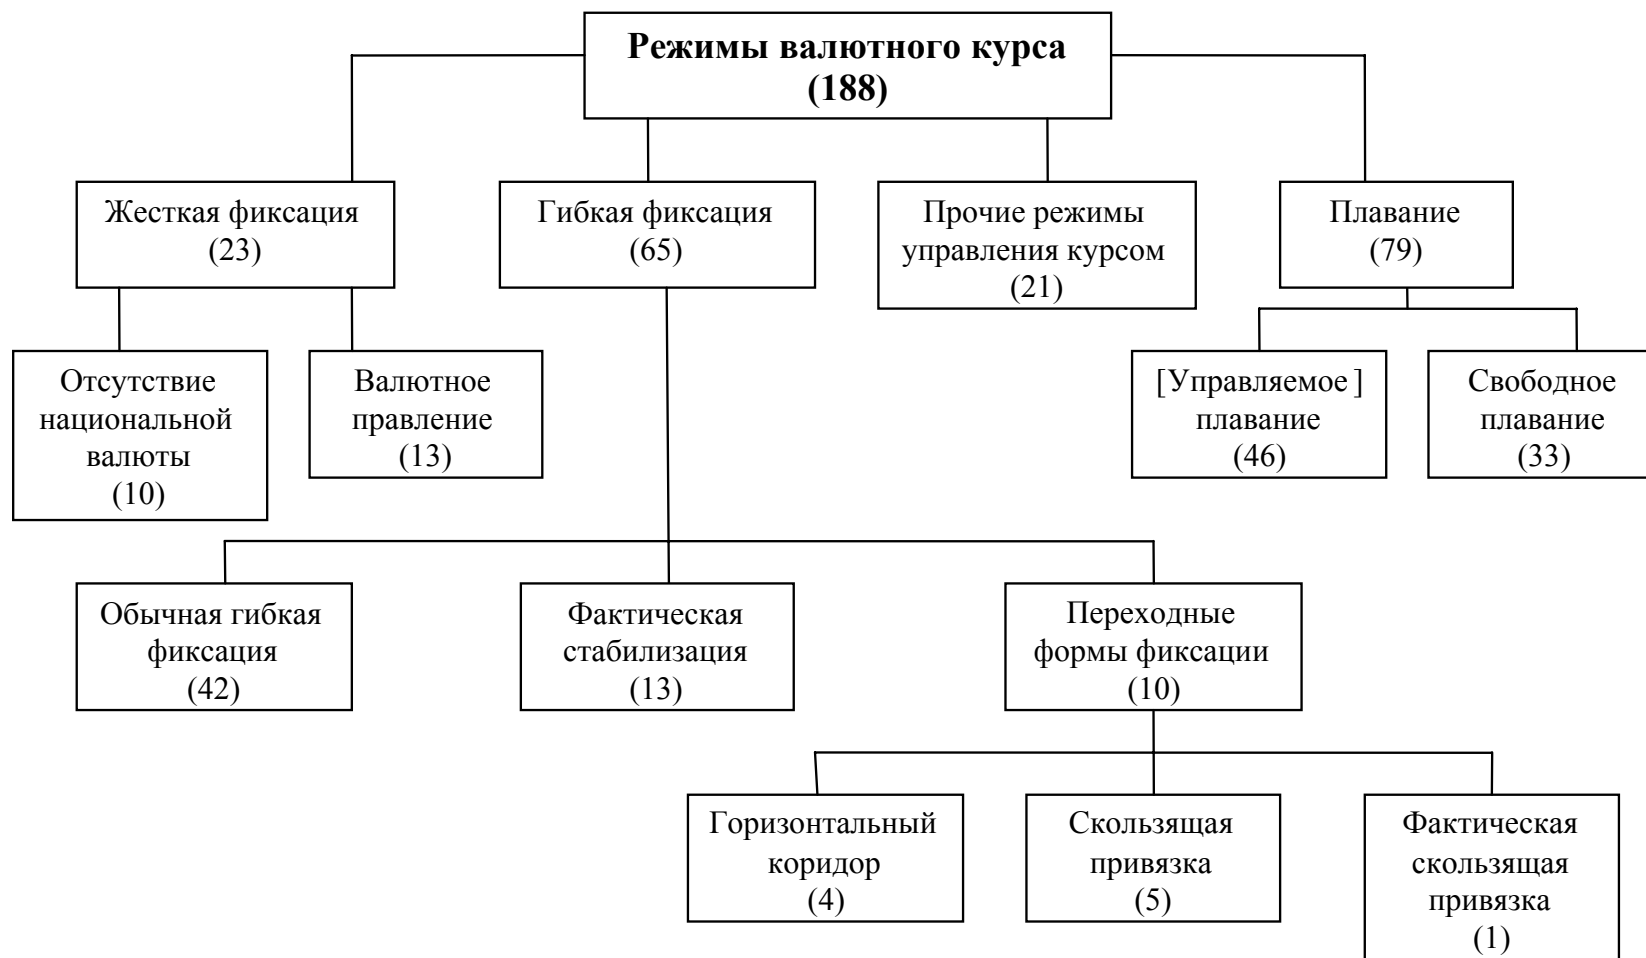 Режимы валютного курса
(188)
Жесткая фиксация
(23)
Гибкая фиксация
(65)
Прочие режимы
управления курсом
(21)
Плавание
(79)
Отсутствие
национальной
валюты
(10)
Валютное
правление
(13)
[Управляемое]
плавание
(46)
Свободное
плавание
(33)
Обычная гибкая
фиксация
(42)
Фактическая
стабилизация
(13)
Переходные
формы фиксации
(10)
Горизонтальный
коридор
(4)
Скользящая
привязка
(5)
Фактическая
скользящая
привязка
(1)